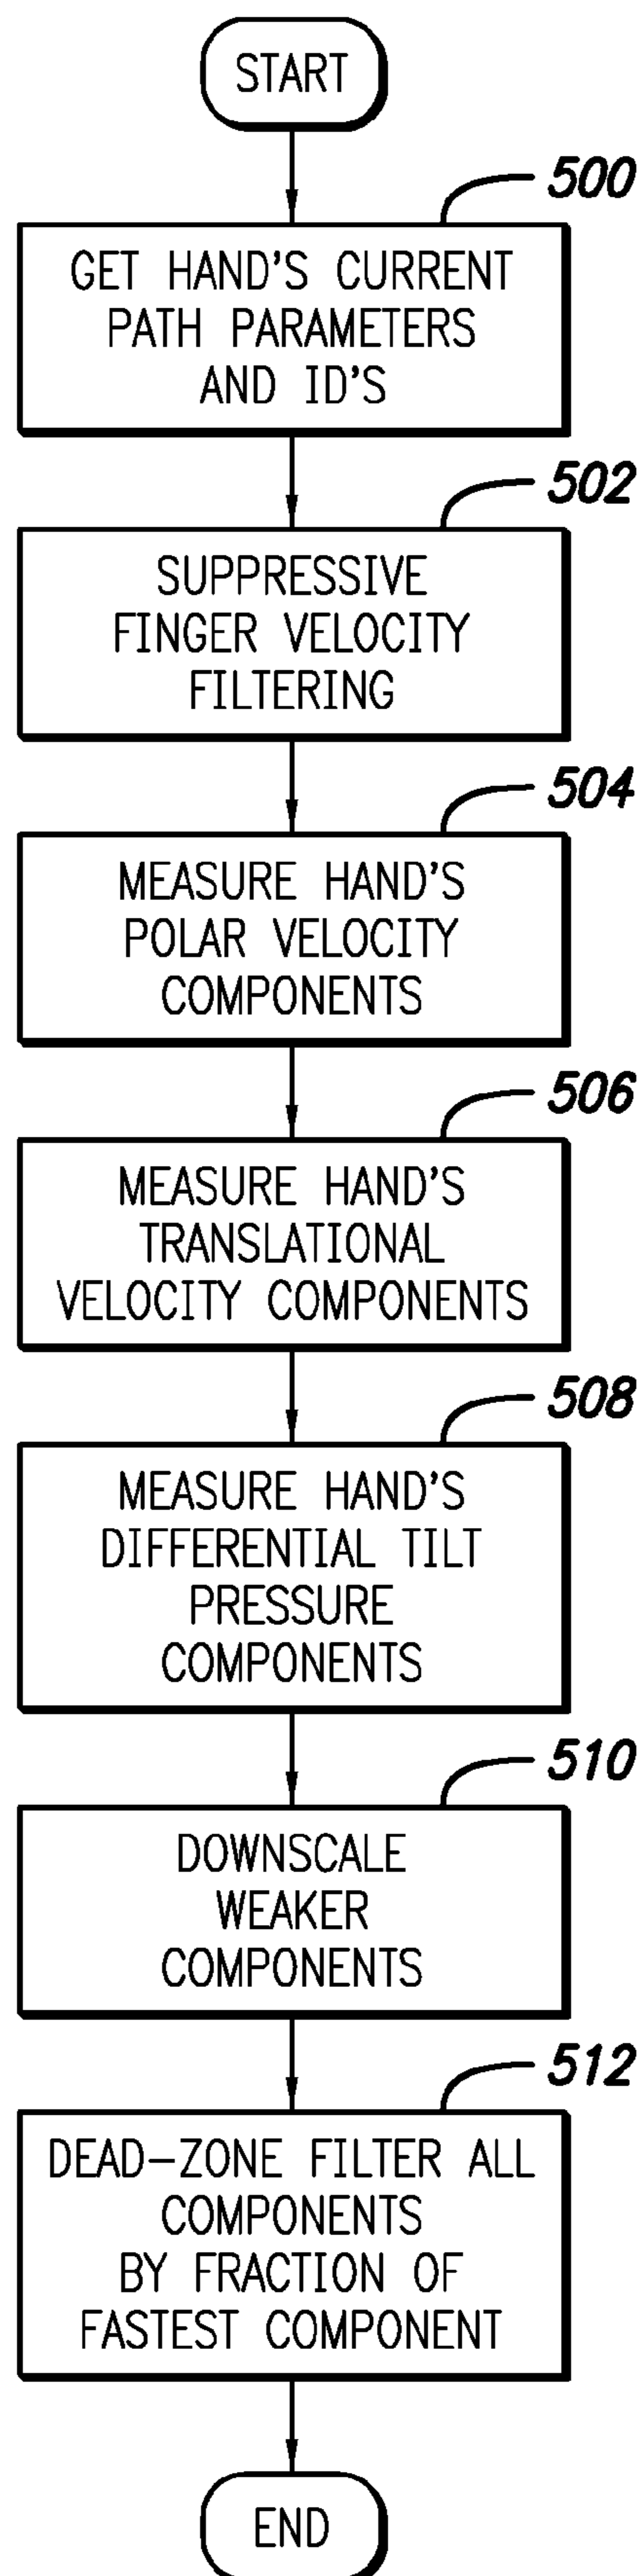 START
500
GET HAND'S CURRENT
PATH PARAMETERS
AND ID'S
502
SUPPRESSIVE
FINGER VELOCITY
FILTERING
504
MEASURE HAND'S
POLAR VELOCITY
COMPONENTS
506
MEASURE HAND'S
TRANSLATIONAL
VELOCITY COMPONENTS
508
MEASURE HAND'S
DIFFERENTIAL TILT
PRESSURE
COMPONENTS
510
DOWNSCALE
WEAKER
COMPONENTS
512
DEAD-ZONE FILTER ALL
COMPONENTS
BY FRACTION OF
FASTEST COMPONENT
END